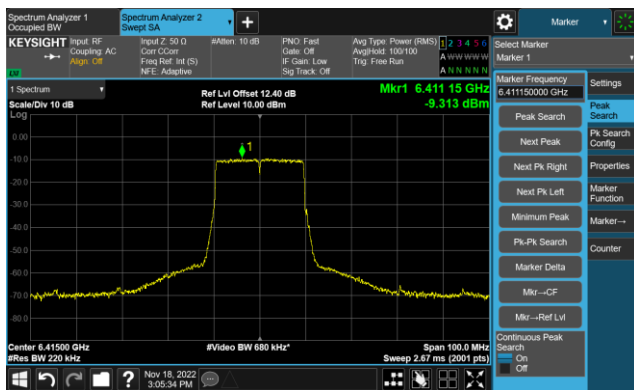 Spectrum Analyzer 1
Occupied BW
Spectrum Analyzer 2
Swept SA
+
Marker
KEYSIGHT
Input: RF
Coupling: AC
Align: Off
Input Z: 50 Ω
Corr CCorr
Freq Ref: Int (S)
NFE: Adaptive
#Atten: 10 dB
PNO: Fast
Gate: Off
IF Gain: Low
Sig Track: Off
Avg Type: Power (RMS)
Avg|Hold: 100/100
Trig: Free Run
1 2 3 4 5 6
A W W W W W
A N N N N N
LXI
Select Marker
Marker 1
1 Spectrum
Scale/Div 10 dB
Ref Lvl Offset 12.40 dB
Ref Level 10.00 dBm
Mkr1 6.411 15 GHz
-9.313 dBm
Log
0.00
-10.0
-20.0
-30.0
-40.0
-50.0
-60.0
-70.0
-80.0
1
Center 6.41500 GHz
#Res BW 220 kHz
#Video BW 680 kHz*
Span 100.0 MHz
Sweep 2.67 ms (2001 pts)
Marker Frequency
6.411150000 GHz
Peak Search
Next Peak
Next Pk Right
Next Pk Left
Minimum Peak
Pk-Pk Search
Marker Delta
Mkr→CF
Mkr→Ref Lvl
Continuous Peak
Search
On
Off
Settings
Peak
Search
Pk Search
Config
Properties
Marker
Function
Marker→
Counter
?
Nov 18, 2022
3:05:34 PM